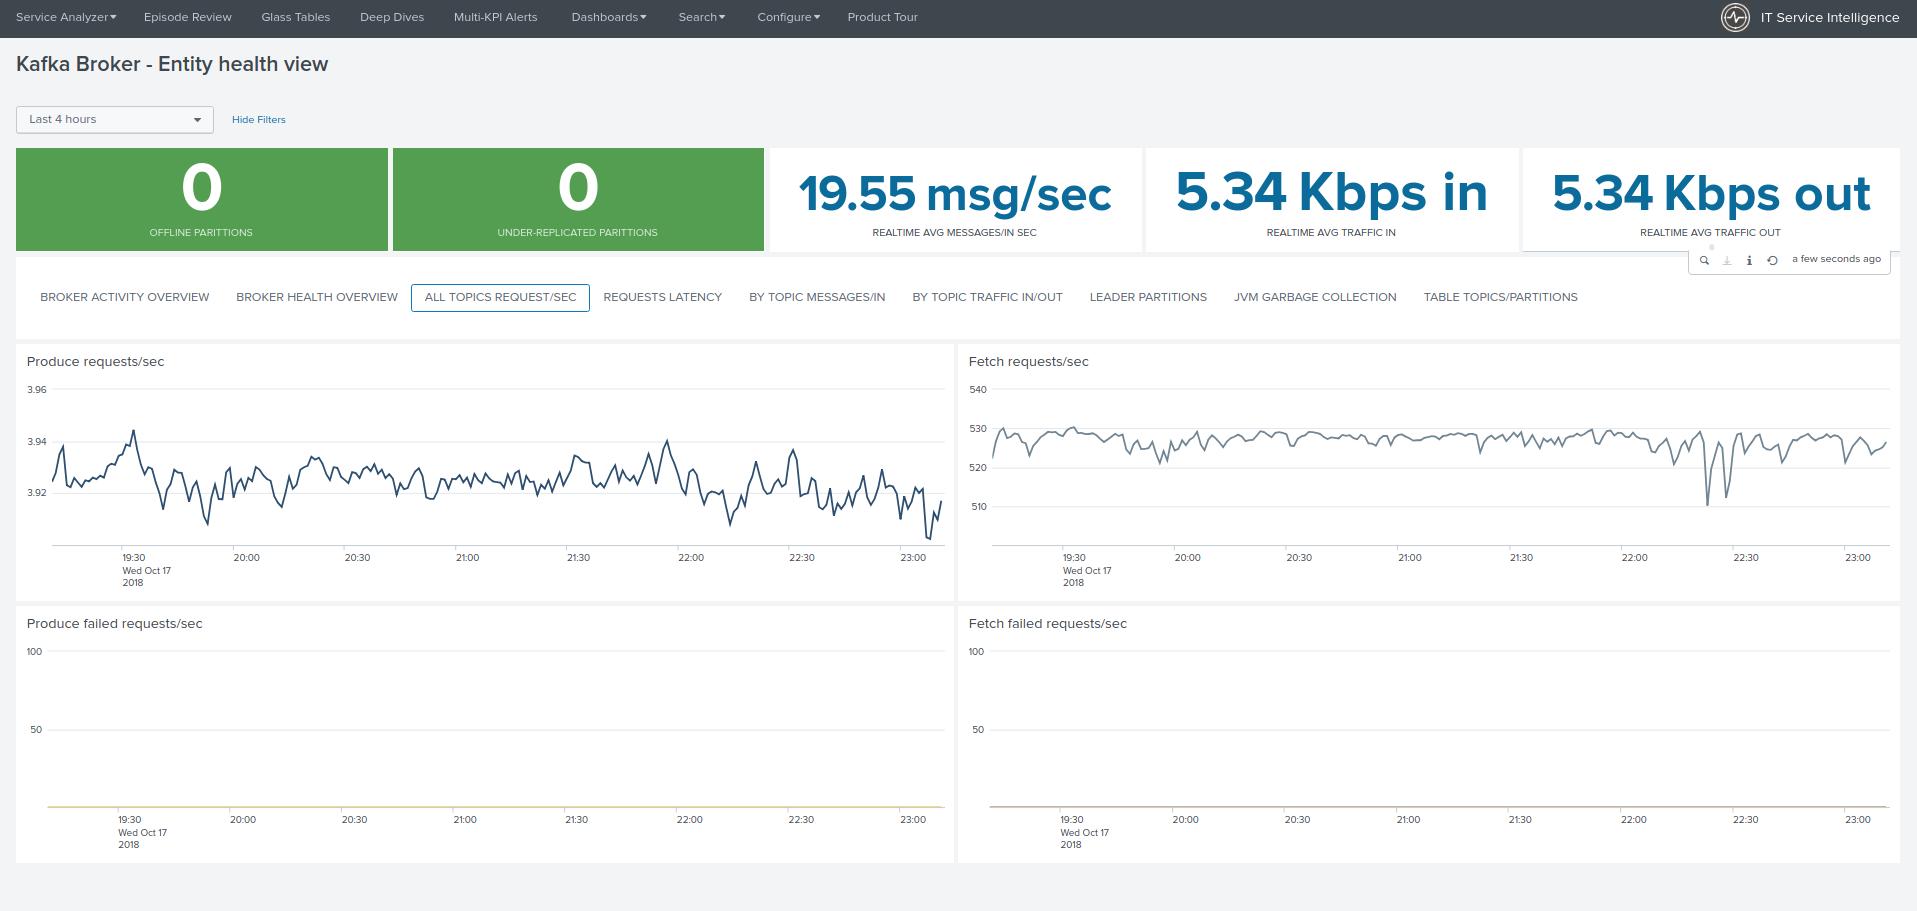 Service Analyzer Episode Review Glass Tables Deep Dives Multi-KPI Alerts Dashboards Search Configure Product Tour IT Service Intelligence
Kafka Broker - Entity health view
Last 4 hours Hide Filters
0 0 19.55 msg/sec 5.34 Kbps in 5.34 Kbps out
OFFLINE PARITTIONS UNDER-REPLICATED PARITTIONS REALTIME AVG MESSAGES/IN SEC REALTIME AVG TRAFFIC IN REALTIME AVG TRAFFIC OUT
a few seconds ago
BROKER ACTIVITY OVERVIEW BROKER HEALTH OVERVIEW ALL TOPICS REQUEST/SEC REQUESTS LATENCY BY TOPIC MESSAGES/IN BY TOPIC TRAFFIC IN/OUT LEADER PARTITIONS JVM GARBAGE COLLECTION TABLE TOPICS/PARTITIONS
Produce requests/sec
3.96
3.94
3.92
19:30 20:00 20:30 21:00 21:30 22:00 22:30 23:00
Wed Oct 17
2018
Fetch requests/sec
540
530
520
510
19:30 20:00 20:30 21:00 21:30 22:00 22:30 23:00
Wed Oct 17
2018
Produce failed requests/sec
100
50
19:30 20:00 20:30 21:00 21:30 22:00 22:30 23:00
Wed Oct 17
2018
Fetch failed requests/sec
100
50
19:30 20:00 20:30 21:00 21:30 22:00 22:30 23:00
Wed Oct 17
2018